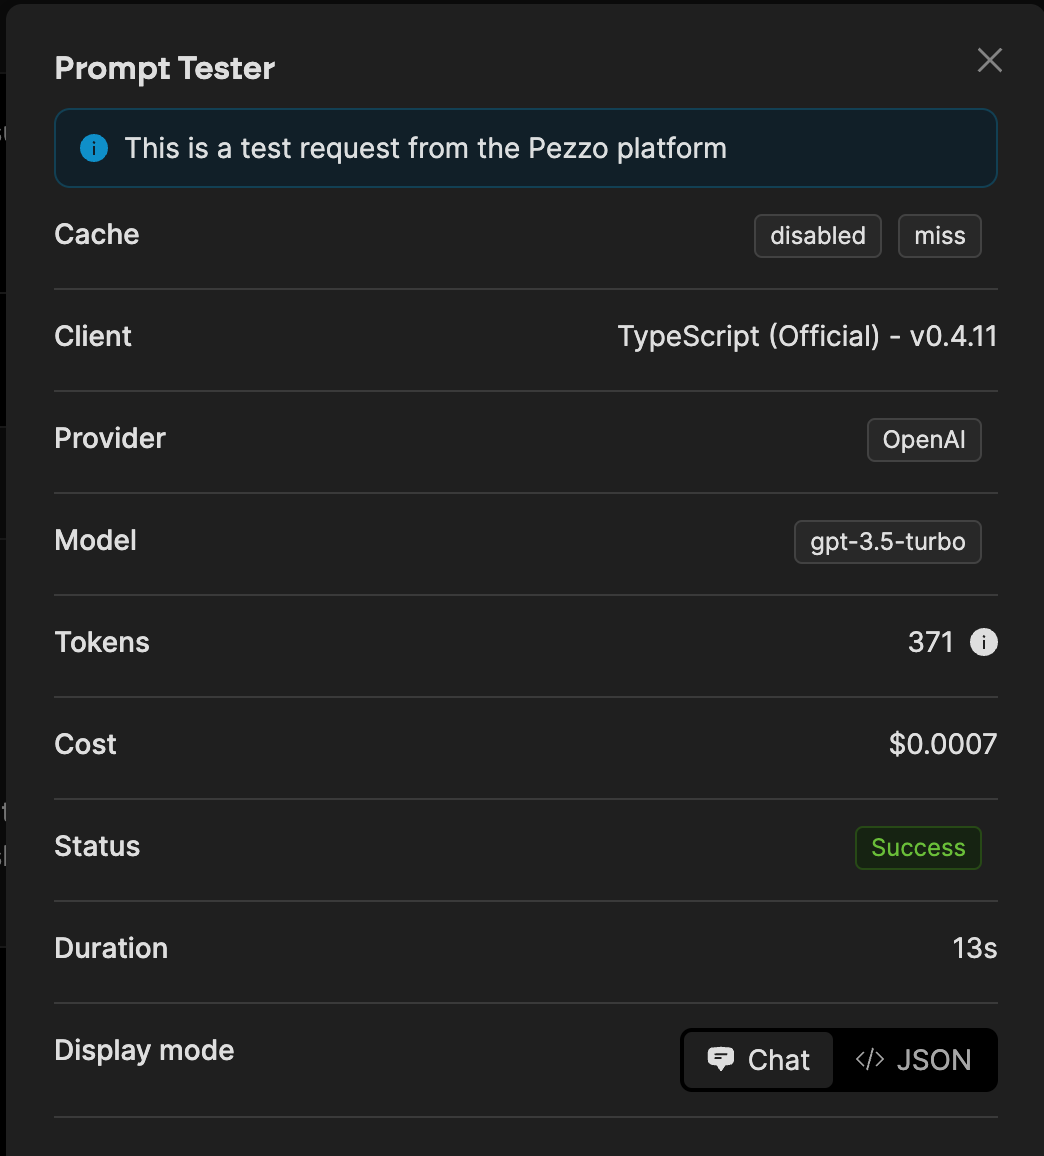 Prompt Tester
This is a test request from the Pezzo platform
Cache disabled miss
Client TypeScript (Official) - v0.4.11
Provider OpenAI
Model gpt-3.5-turbo
Tokens 371
Cost $0.0007
Status Success
Duration 13s
Display mode Chat </> JSON